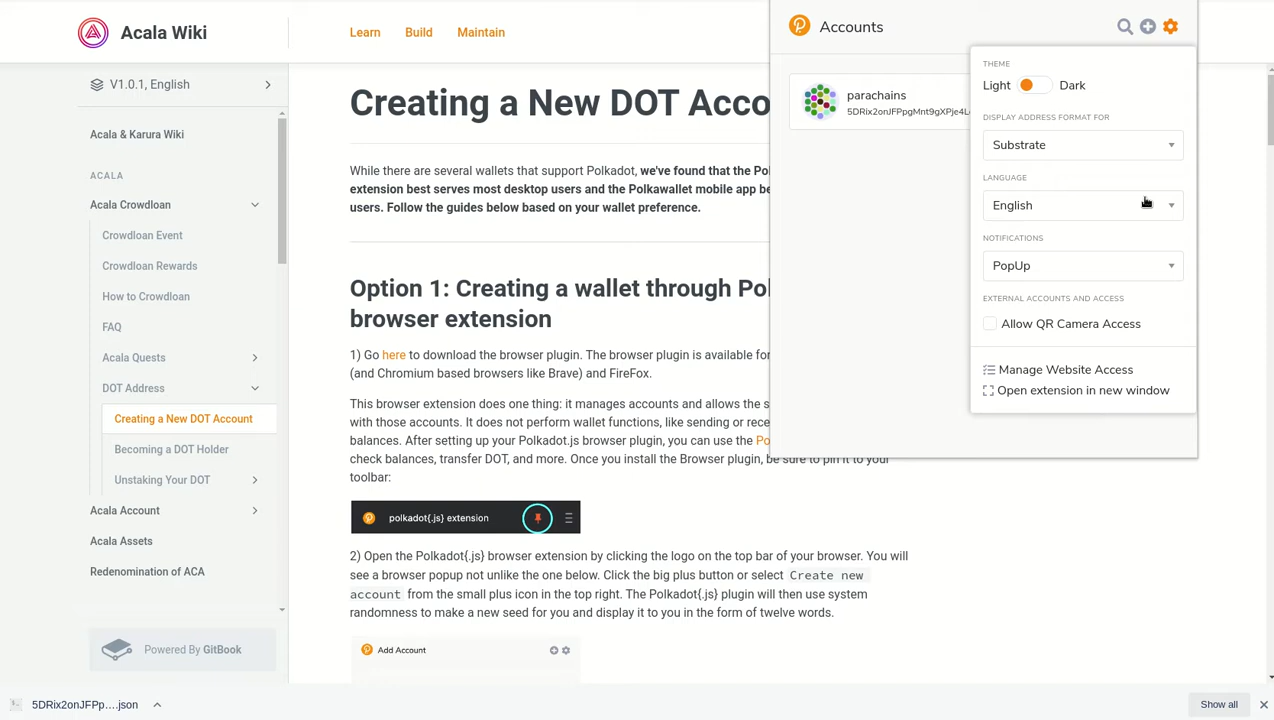 Acala Wiki
Learn
Build
Maintain
V1.0.1, English
Acala & Karura Wiki
ACALA
Acala Crowdloan
Crowdloan Event
Crowdloan Rewards
How to Crowdloan
FAQ
Acala Quests
DOT Address
Creating a New DOT Account
Becoming a DOT Holder
Unstaking Your DOT
Acala Account
Acala Assets
Redenomination of ACA
Powered By GitBook
Creating a New DOT Acco
While there are several wallets that support Polkadot, we've found that the Pol
extension best serves most desktop users and the Polkawallet mobile app be
users. Follow the guides below based on your wallet preference.
Option 1: Creating a wallet through Pol
browser extension
1) Go here to download the browser plugin. The browser plugin is available for
(and Chromium based browsers like Brave) and FireFox.
This browser extension does one thing: it manages accounts and allows the s
with those accounts. It does not perform wallet functions, like sending or rece
balances. After setting up your Polkadot.js browser plugin, you can use the Po
check balances, transfer DOT, and more. Once you install the Browser plugin, be sure to pin it to your
toolbar:
polkadot{.js} extension
2) Open the Polkadot{.js} browser extension by clicking the logo on the top bar of your browser. You will
see a browser popup not unlike the one below. Click the big plus button or select Create new
account from the small plus icon in the top right. The Polkadot{.js} plugin will then use system
randomness to make a new seed for you and display it to you in the form of twelve words.
Add Account
Accounts
parachains
5DRix2onJFPpgMnt9gXPje4L
THEME
Light
Dark
DISPLAY ADDRESS FORMAT FOR
Substrate
LANGUAGE
English
NOTIFICATIONS
PopUp
EXTERNAL ACCOUNTS AND ACCESS
Allow QR Camera Access
Manage Website Access
Open extension in new window
5DRix2onJFPp....json
Show all